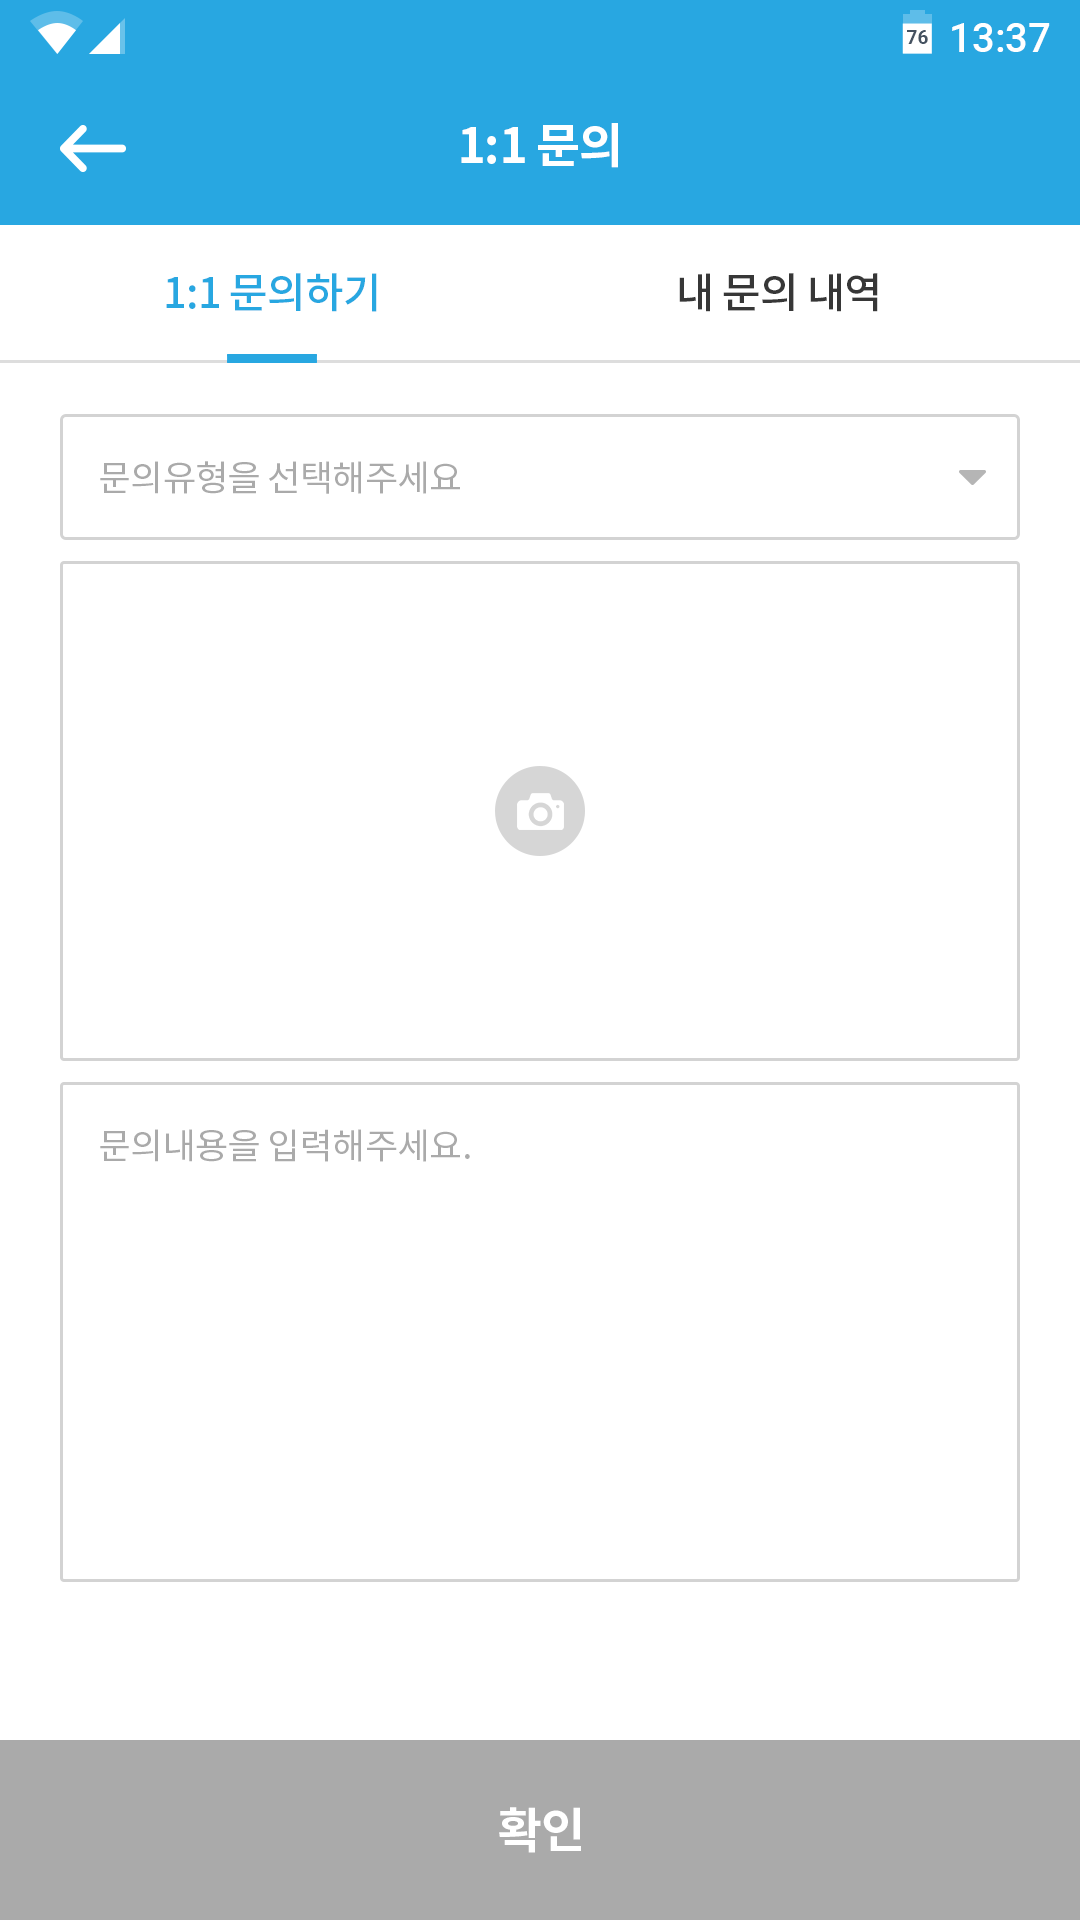 76 13:37
1:1 문의
1:1 문의하기 내 문의 내역
문의유형을 선택해주세요
문의내용을 입력해주세요.
확인